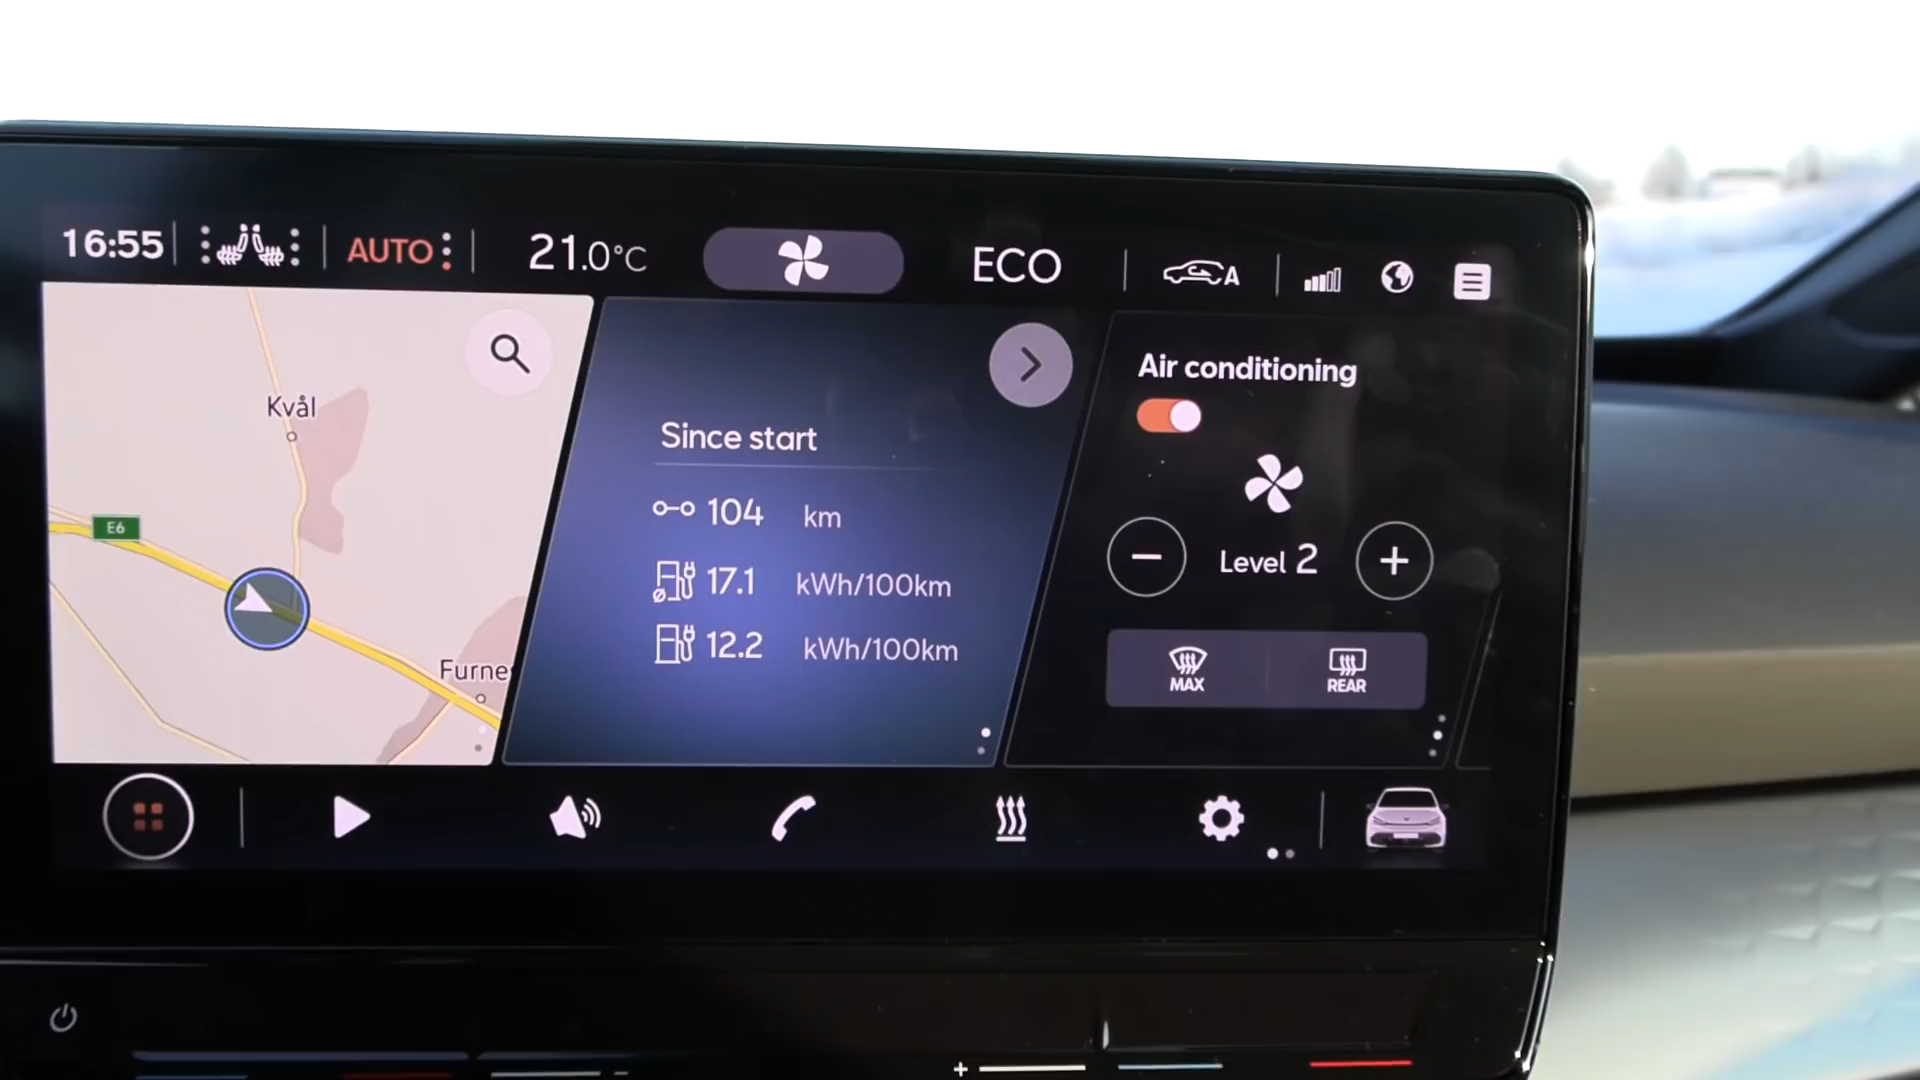 16:55 AUTO 21.0°C ECO A
Kvål
E6
Furne
Since start
104 km
17.1 kWh/100km
12.2 kWh/100km
Air conditioning
Level 2
MAX REAR